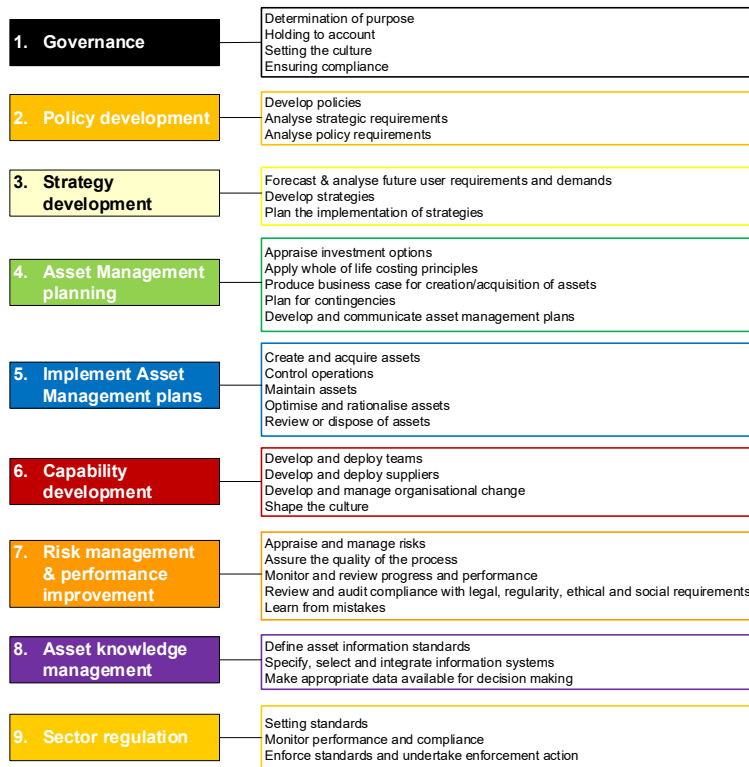 1. Governance
Determination of purpose
Holding to account
Setting the culture
Ensuring compliance
2. Policy development
Develop policies
Analyse strategic requirements
Analyse policy requirements
3. Strategy
development
Forecast & analyse future user requirements and demands
Develop strategies
Plan the implementation of strategies
4. Asset Management
planning
Appraise investment options
Apply whole of life costing principles
Produce business case for creation/acquisition of assets
Plan for contingencies
Develop and communicate asset management plans
5. Implement Asset
Management plans
Create and acquire assets
Control operations
Maintain assets
Optimise and rationalise assets
Review or dispose of assets
6. Capability
development
Develop and deploy teams
Develop and deploy suppliers
Develop and manage organisational change
Shape the culture
7. Risk management
& performance
improvement
Appraise and manage risks
Assure the quality of the process
Monitor and review progress and performance
Review and audit compliance with legal, regularity, ethical and social requirements
Learn from mistakes
8. Asset knowledge
management
Define asset information standards
Specify, select and integrate information systems
Make appropriate data available for decision making
9. Sector regulation
Setting standards
Monitor performance and compliance
Enforce standards and undertake enforcement action